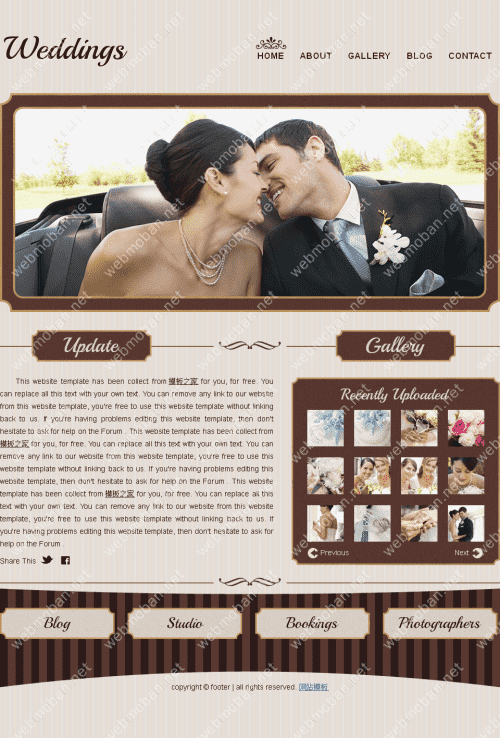 Weddings
HOME ABOUT GALLERY BLOG CONTACT
Update
Gallery
This website template has been collect from 模板之家 for you, for free. You
can replace all this text with your own text. You can remove any link to our website
from this website template, you're free to use this website template without linking
back to us. If you're having problems editing this website template, then don't
hesitate to ask for help on the Forum . This website template has been collect from
模板之家 for you, for free. You can replace all this text with your own text. You can
remove any link to our website from this website template, you're free to use this
website template without linking back to us. If you're having problems editing this
website template, then don't hesitate to ask for help on the Forum . This website
template has been collect from 模板之家 for you, for free. You can replace all this
text with your own text. You can remove any link to our website from this website
template, you're free to use this website template without linking back to us. If
you're having problems editing this website template, then don't hesitate to ask for
help on the Forum .
Share This
Recently Uploaded
Previous Next
Blog Studio Bookings Photographers
copyright © footer | all rights reserved. 网站模板
webmoban.net